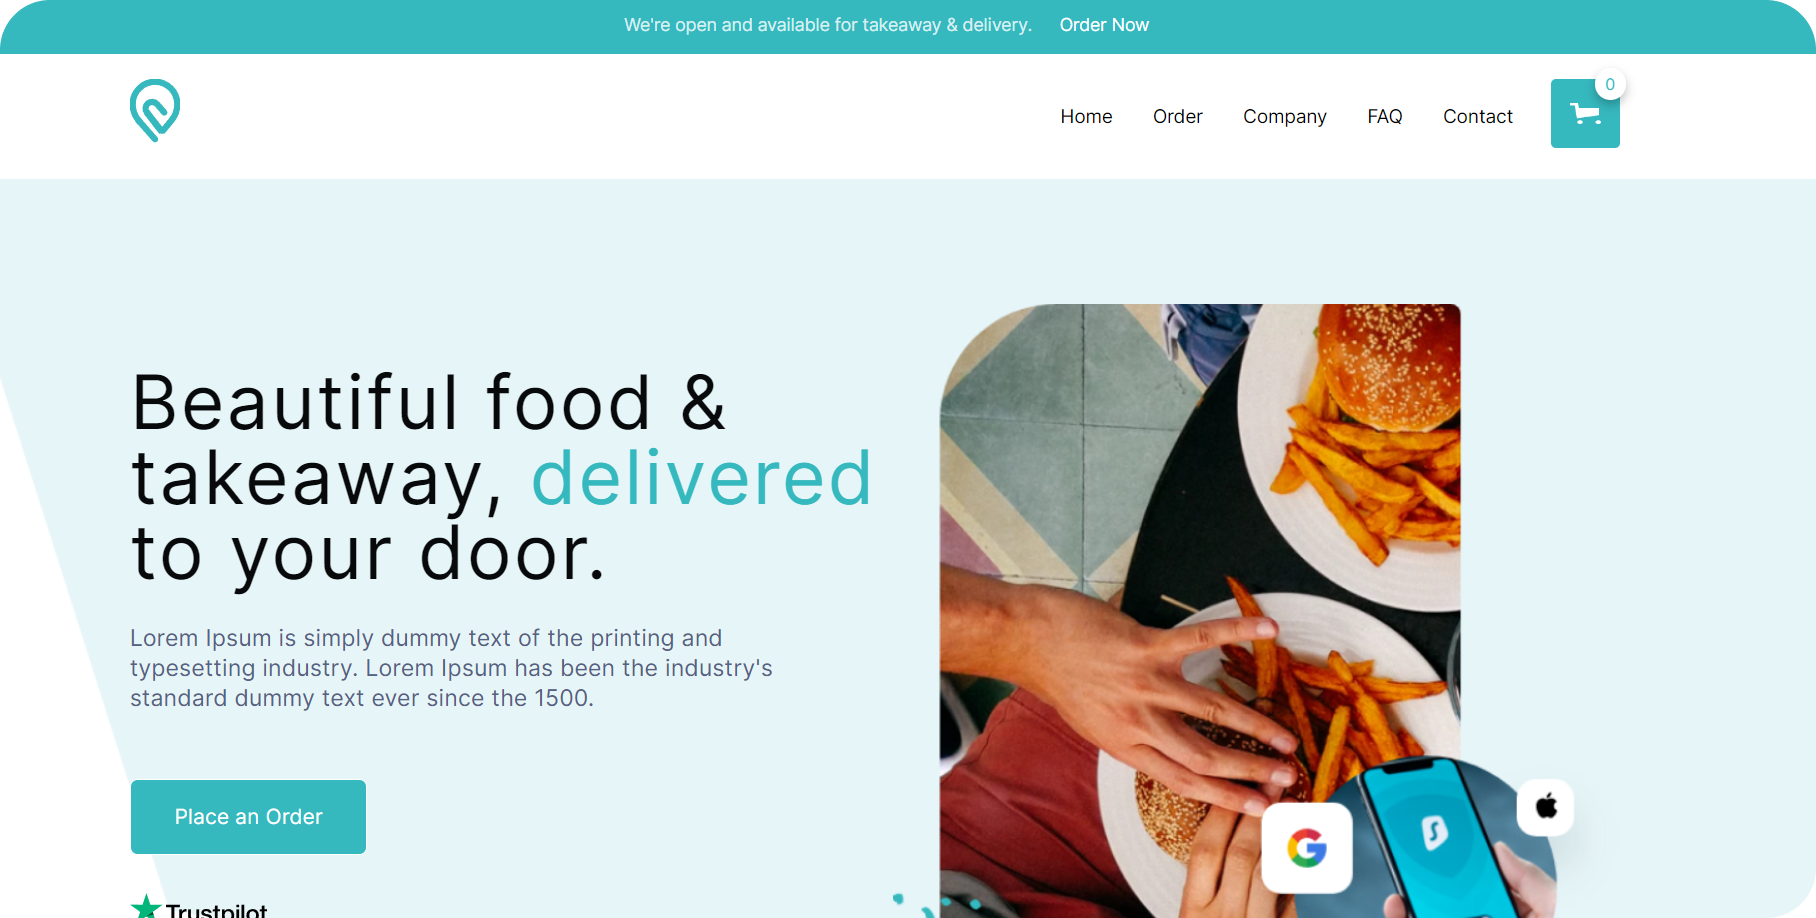 We're open and available for takeaway & delivery. Order Now
0
Home Order Company FAQ Contact
Beautiful food &
takeaway, delivered
to your door.
Lorem Ipsum is simply dummy text of the printing and
typesetting industry. Lorem Ipsum has been the industry's
standard dummy text ever since the 1500.
Place an Order
Trustpilot